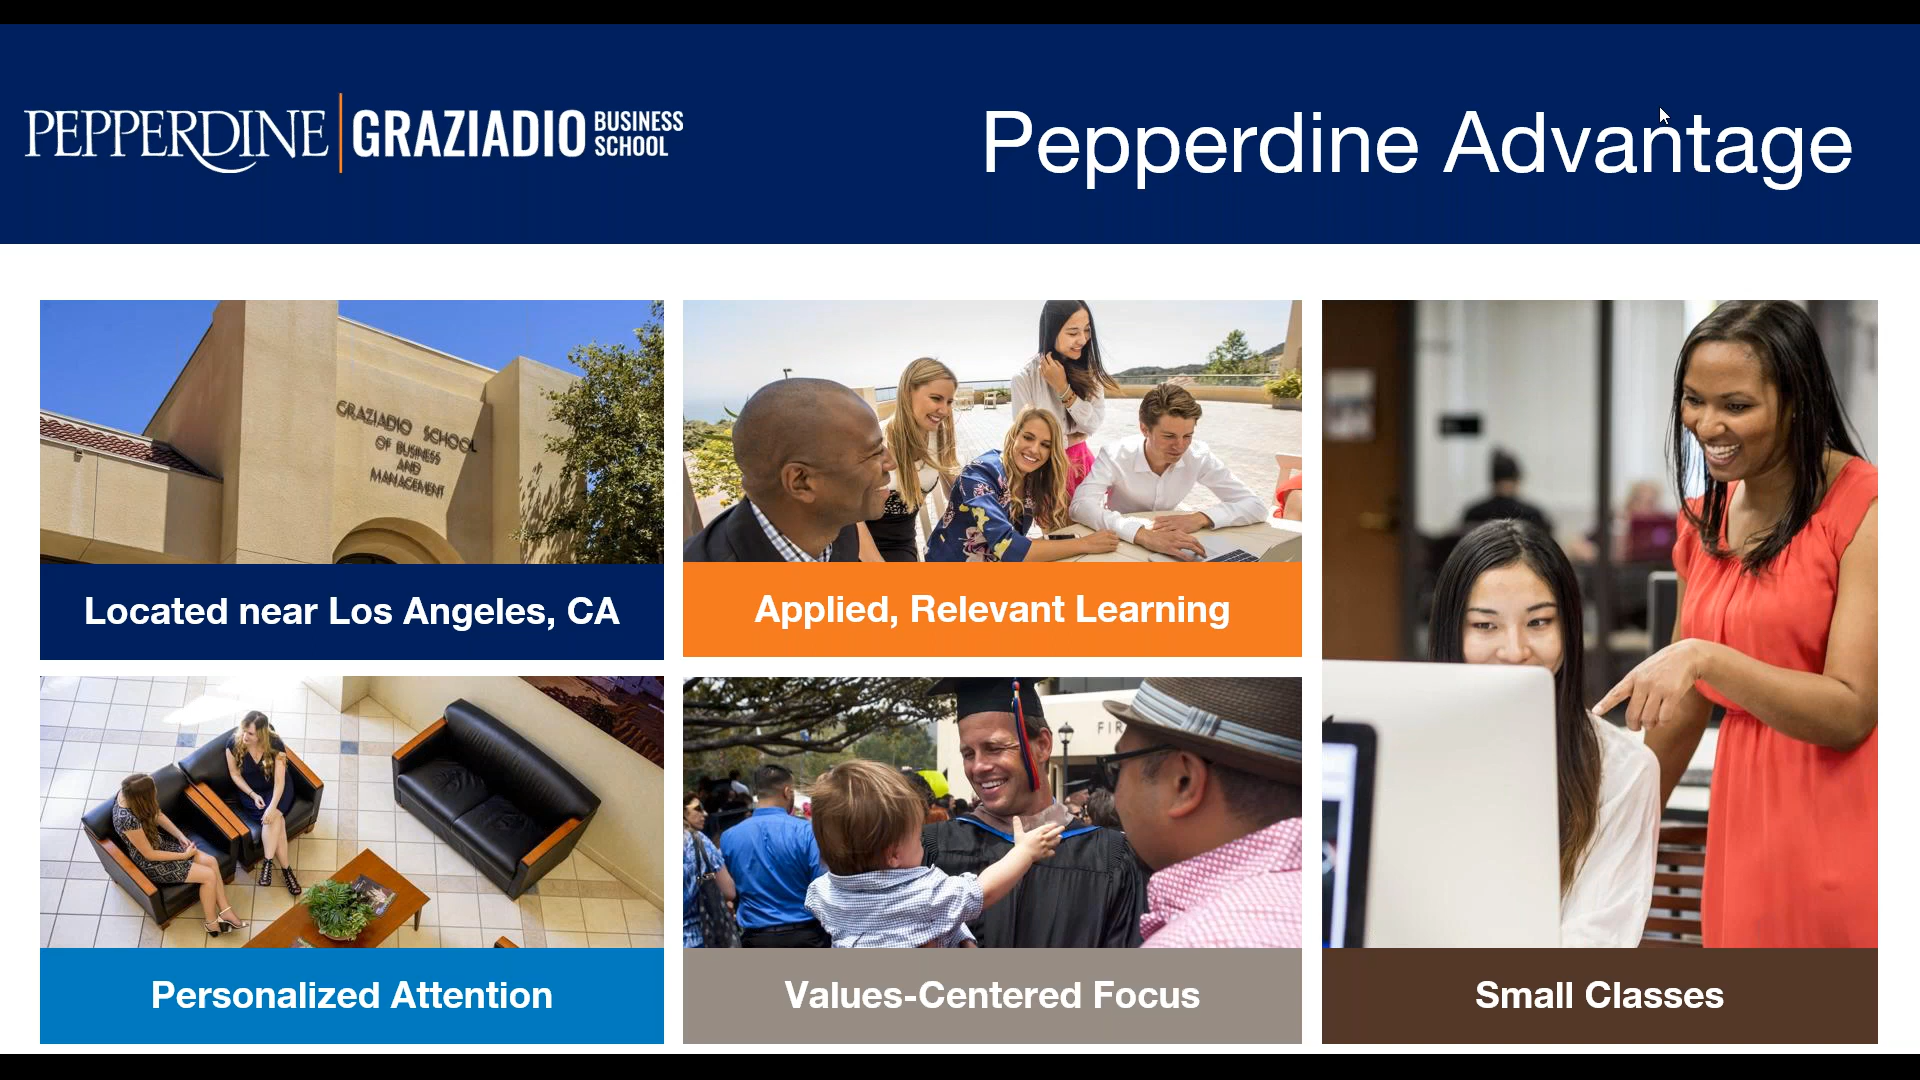 PEPPERDINE GRAZIADIO BUSINESS SCHOOL
Pepperdine Advantage
GRAZIADIO SCHOOL
OF BUSINESS
AND
MANAGEMENT
Located near Los Angeles, CA
Applied, Relevant Learning
FIR
Personalized Attention
Values-Centered Focus
Small Classes